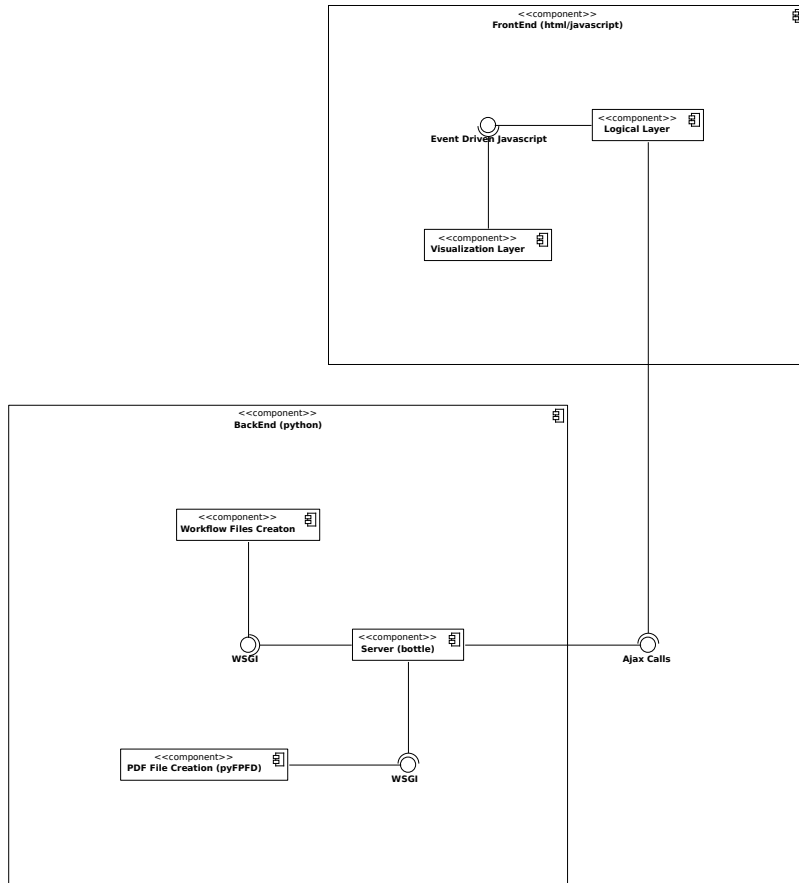 <<component>>
FrontEnd (html/javascript)
<<component>>
Logical Layer
Event Driven Javascript
<<component>>
Visualization Layer
<<component>>
BackEnd (python)
<<component>>
Workflow Files Creaton
<<component>>
Server (bottle)
WSGI
Ajax Calls
<<component>>
PDF File Creation (pyFPFD)
WSGI